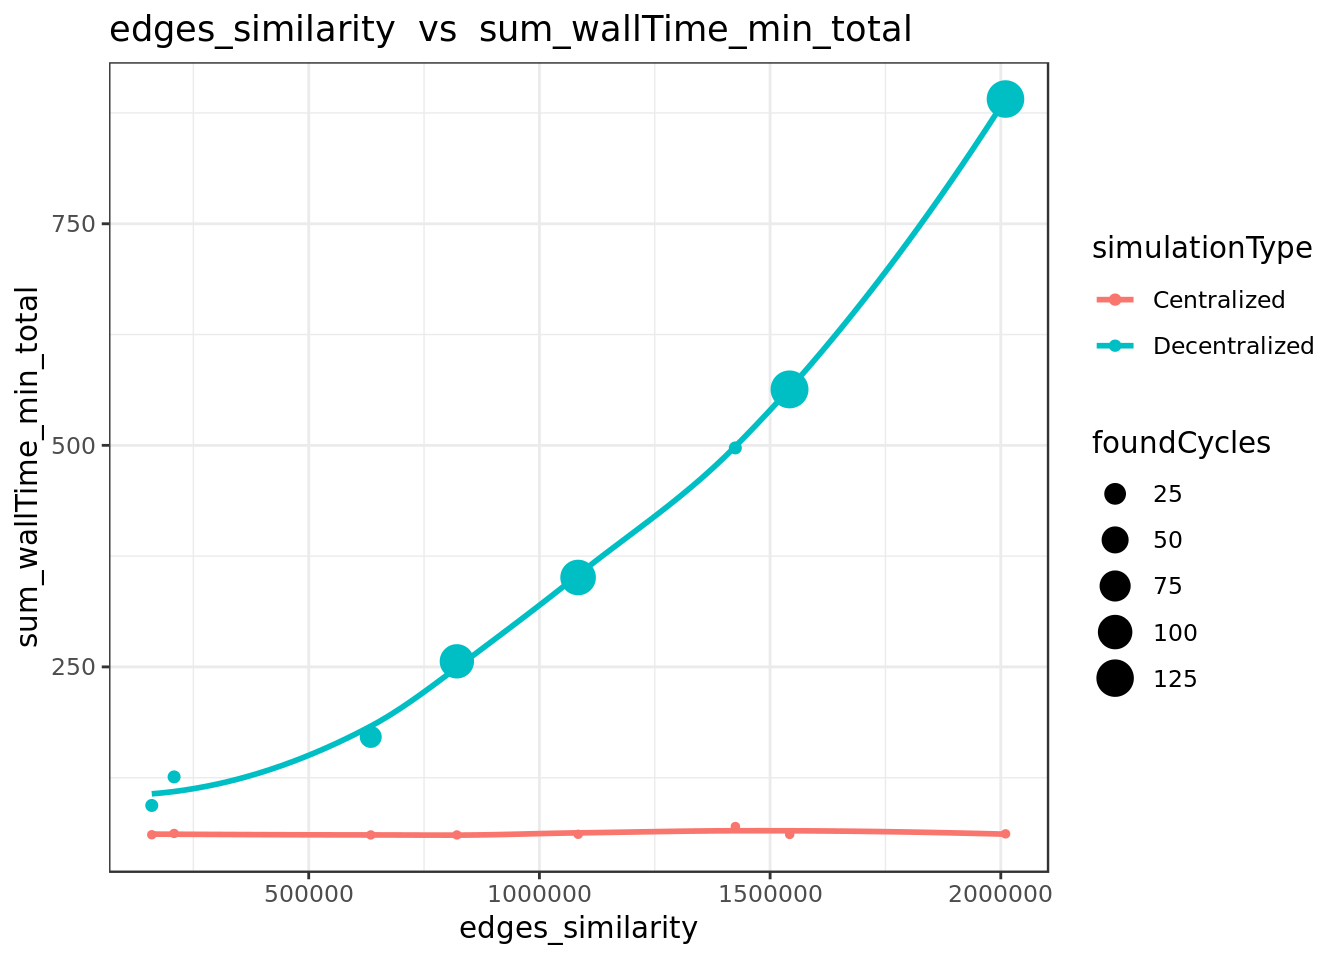 edges_similarity  vs  sum_wallTime_min_total
sum_wallTime_min_total
750
500
250
500000
1000000
1500000
2000000
edges_similarity
simulationType
Centralized
Decentralized
foundCycles
25
50
75
100
125